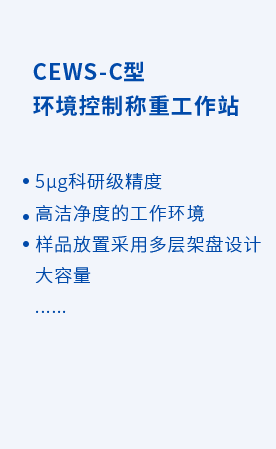 CEWS-C型
环境控制称重工作站
• 5μg科研级精度
• 高洁净度的工作环境
• 样品放置采用多层架盘设计
大容量
......